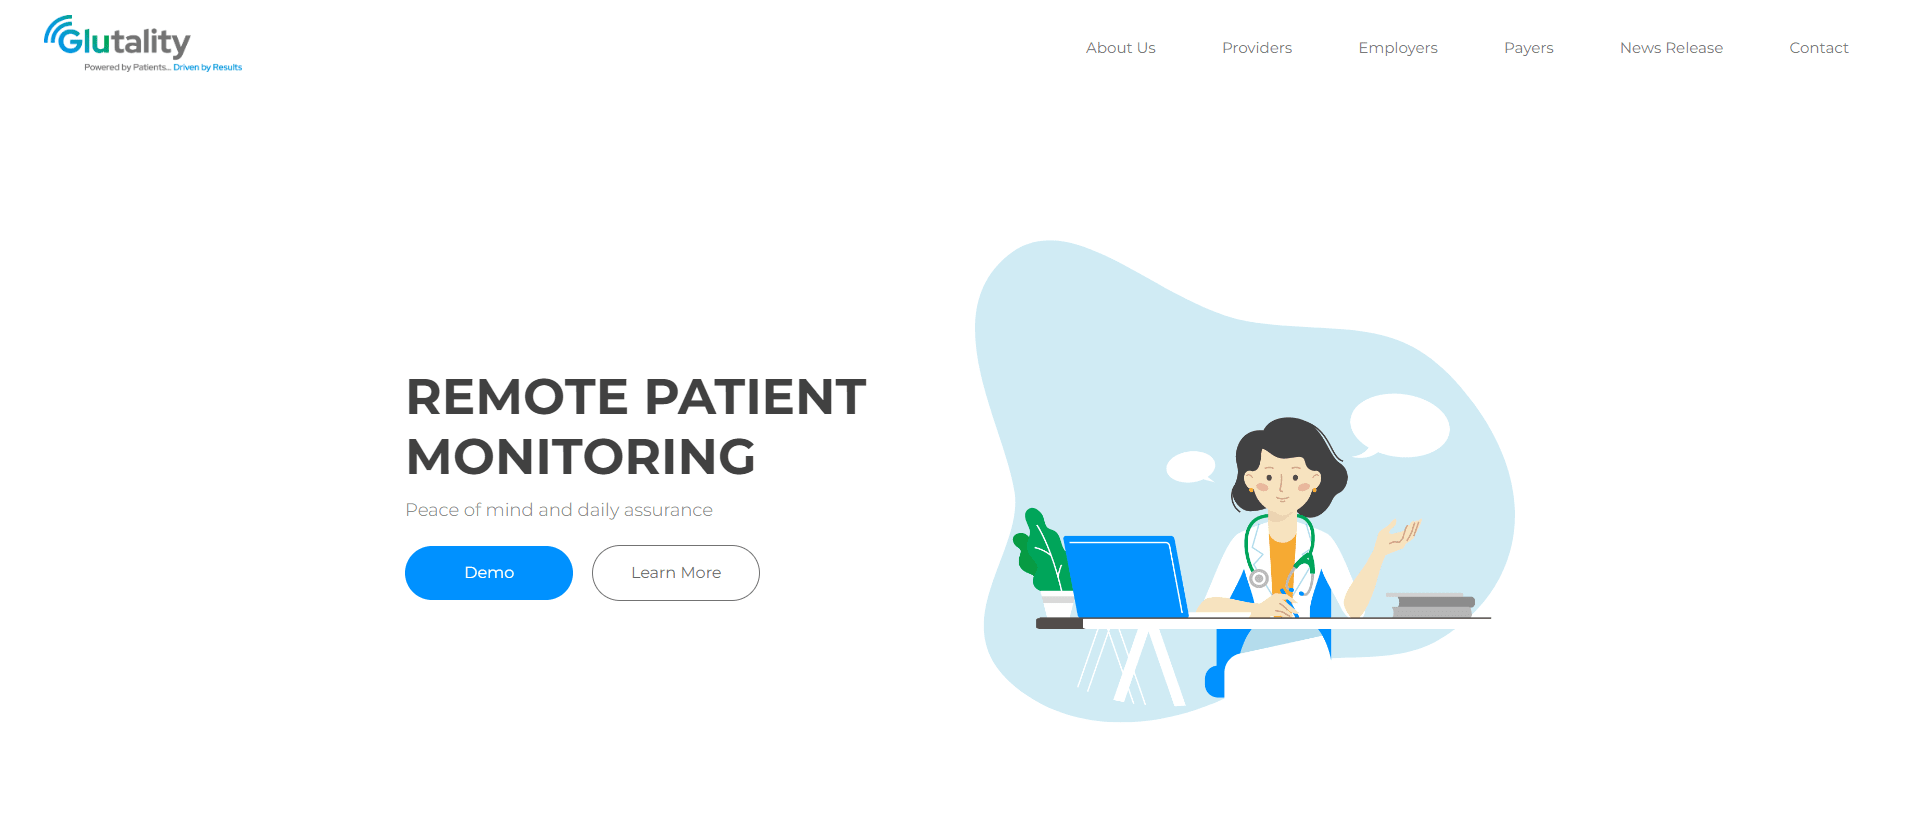 Glutality
Powered by Patients... Driven by Results
About Us
Providers
Employers
Payers
News Release
Contact
REMOTE PATIENT
MONITORING
Peace of mind and daily assurance
Demo
Learn More